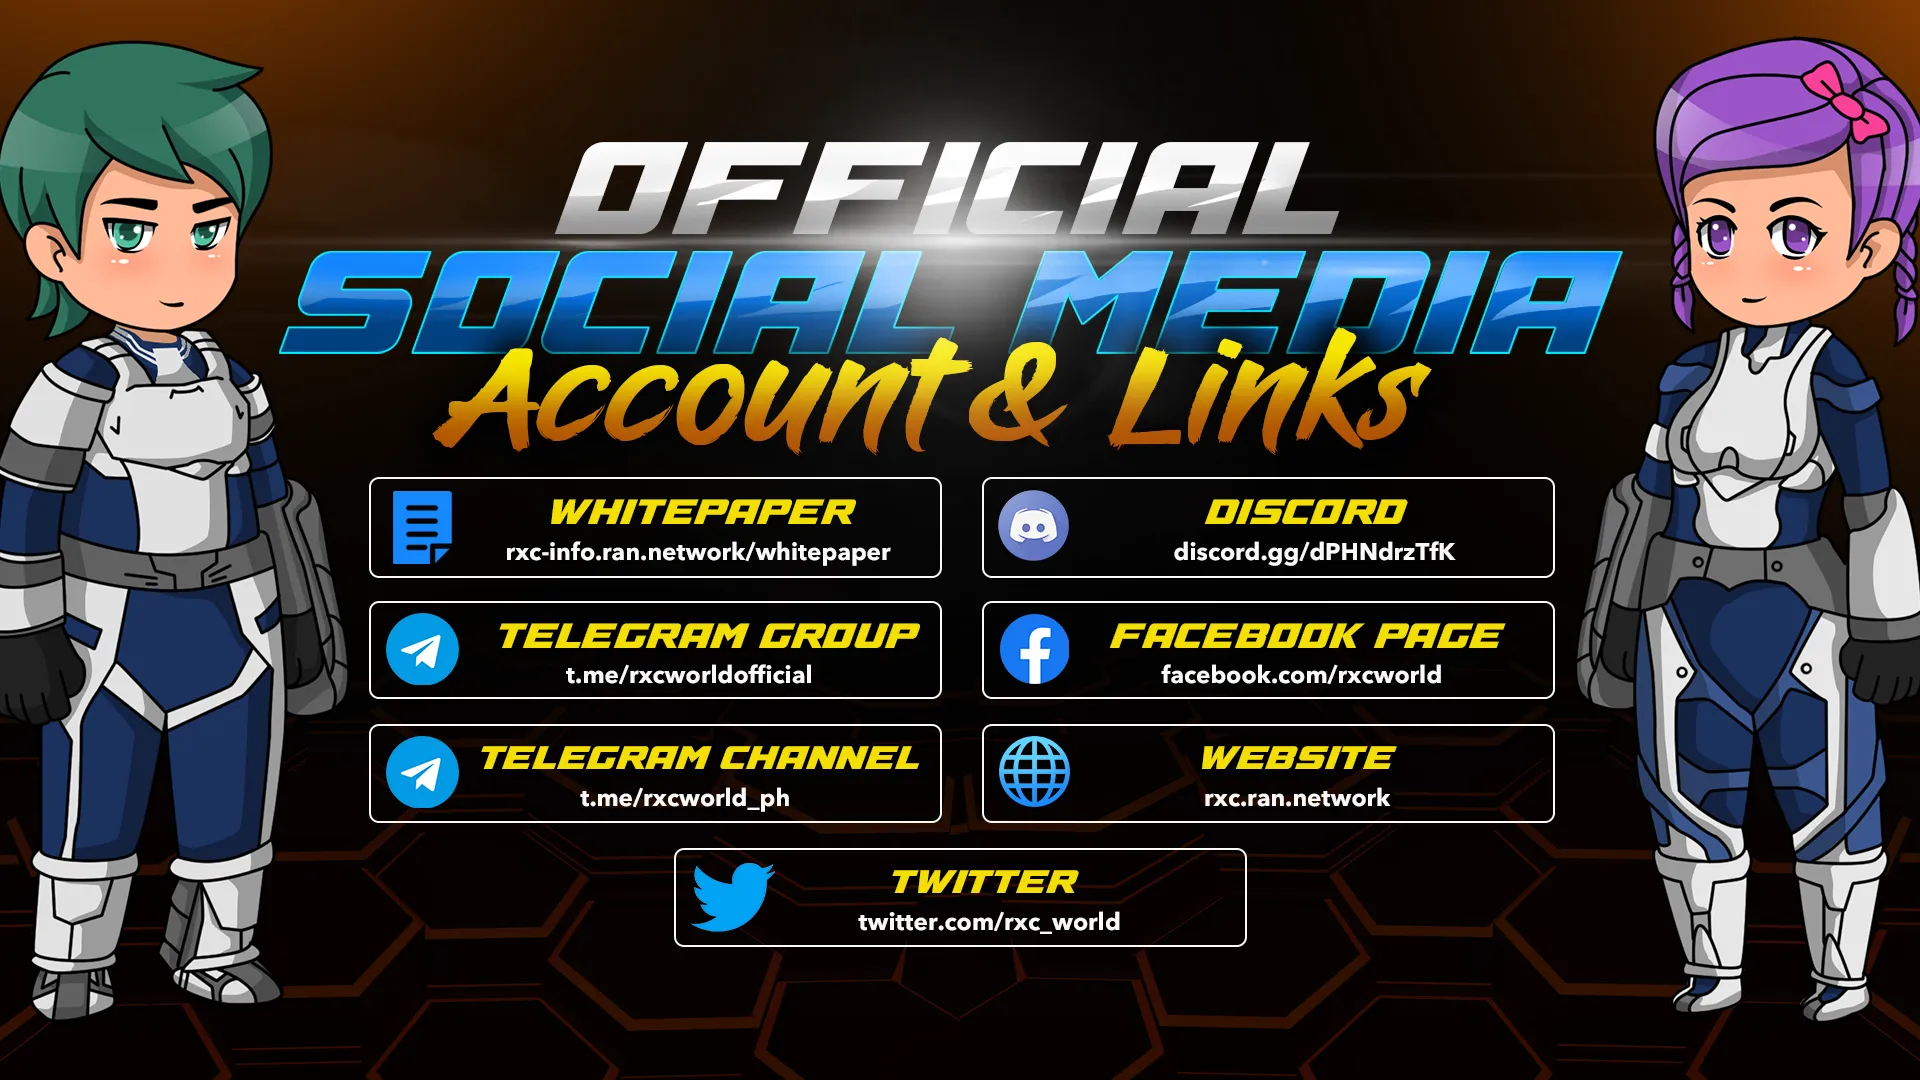 OFFICIAL
SOCIAL MEDIA
Account & Links
WHITEPAPER
rxc-info.ran.network/whitepaper
DISCORD
discord.gg/dPHNdrzTfK
TELEGRAM GROUP
t.me/rxcworldofficial
FACEBOOK PAGE
facebook.com/rxcworld
TELEGRAM CHANNEL
t.me/rxcworld_ph
WEBSITE
rxc.ran.network
TWITTER
twitter.com/rxc_world